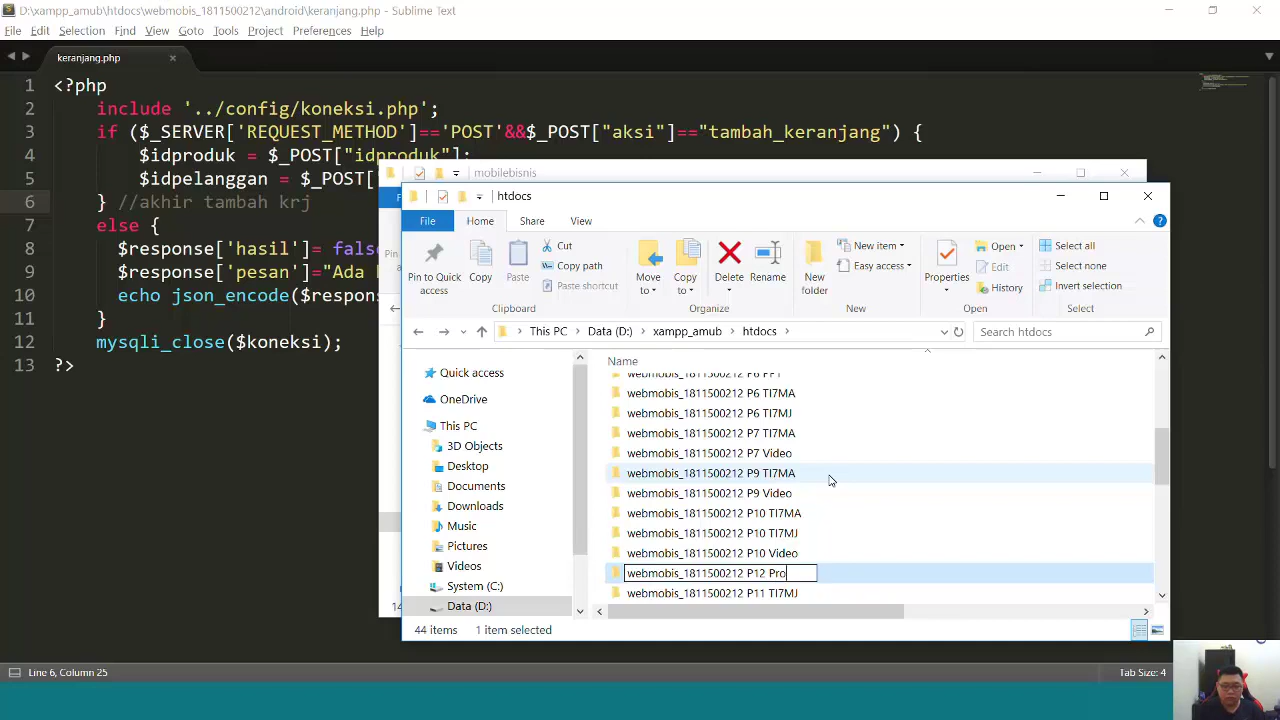 D:\xampp_amub\htdocs\webmobis_1811500212\android\keranjang.php - Sublime Text
File Edit Selection Find View Goto Tools Project Preferences Help
keranjang.php ×
1 <?php
2 include '../config/koneksi.php';
3 if ($_SERVER['REQUEST_METHOD']=='POST'&&$_POST["aksi"]=="tambah_keranjang") {
4 $idproduk = $_POST["idproduk"];
5 $idpelanggan = $_POST[
6 } //akhir tambah krj
7 else {
8 $response['hasil']= false
9 $response['pesan']="Ada
10 echo json_encode($respons
11 }
12 mysqli_close($koneksi);
13 ?>
mobilebisnis
htdocs
File Home Share View
Pin to Quick access
Copy
Paste
Cut
Copy path
Paste shortcut
Clipboard
Move to
Copy to
Delete
Rename
Organize
New folder
New item
Easy access
New
Properties
Open
Edit
History
Open
Select all
Select none
Invert selection
Select
This PC > Data (D:) > xampp_amub > htdocs >
Search htdocs
Quick access
OneDrive
This PC
3D Objects
Desktop
Documents
Downloads
Music
Pictures
Videos
System (C:)
Data (D:)
Name
webmobis_1811500212 P6 PPT
webmobis_1811500212 P6 TI7MA
webmobis_1811500212 P6 TI7MJ
webmobis_1811500212 P7 TI7MA
webmobis_1811500212 P7 Video
webmobis_1811500212 P9 TI7MA
webmobis_1811500212 P9 Video
webmobis_1811500212 P10 TI7MA
webmobis_1811500212 P10 TI7MJ
webmobis_1811500212 P10 Video
webmobis_1811500212 P12 Pro
webmobis_1811500212 P11 TI7MJ
44 items 1 item selected
Line 6, Column 25
Tab Size: 4